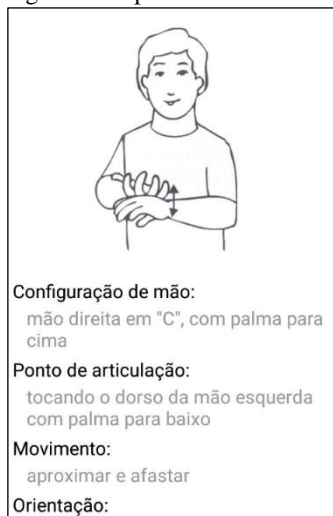 Configuração de mão:
mão direita em "C", com palma para
cima
Ponto de articulação:
tocando o dorso da mão esquerda
com palma para baixo
Movimento:
aproximar e afastar
Orientação: